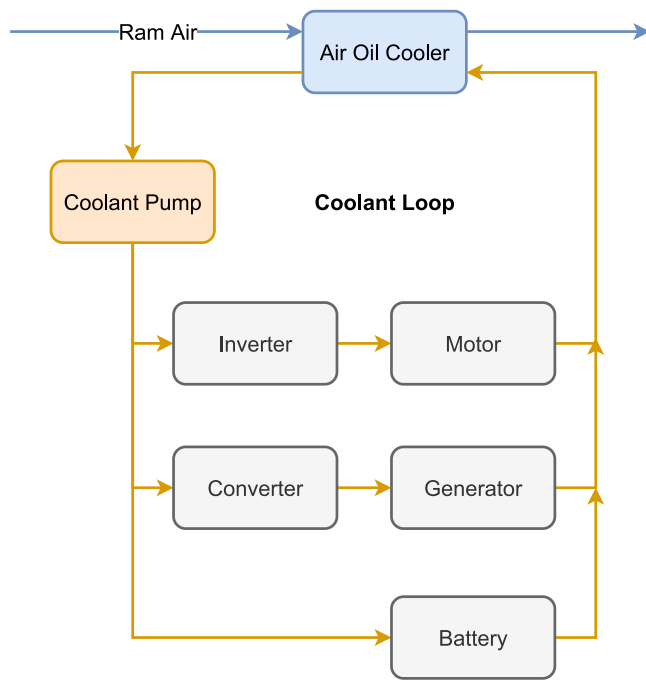 Ram Air
Air Oil Cooler
Coolant Pump
Coolant Loop
Inverter
Motor
Converter
Generator
Battery